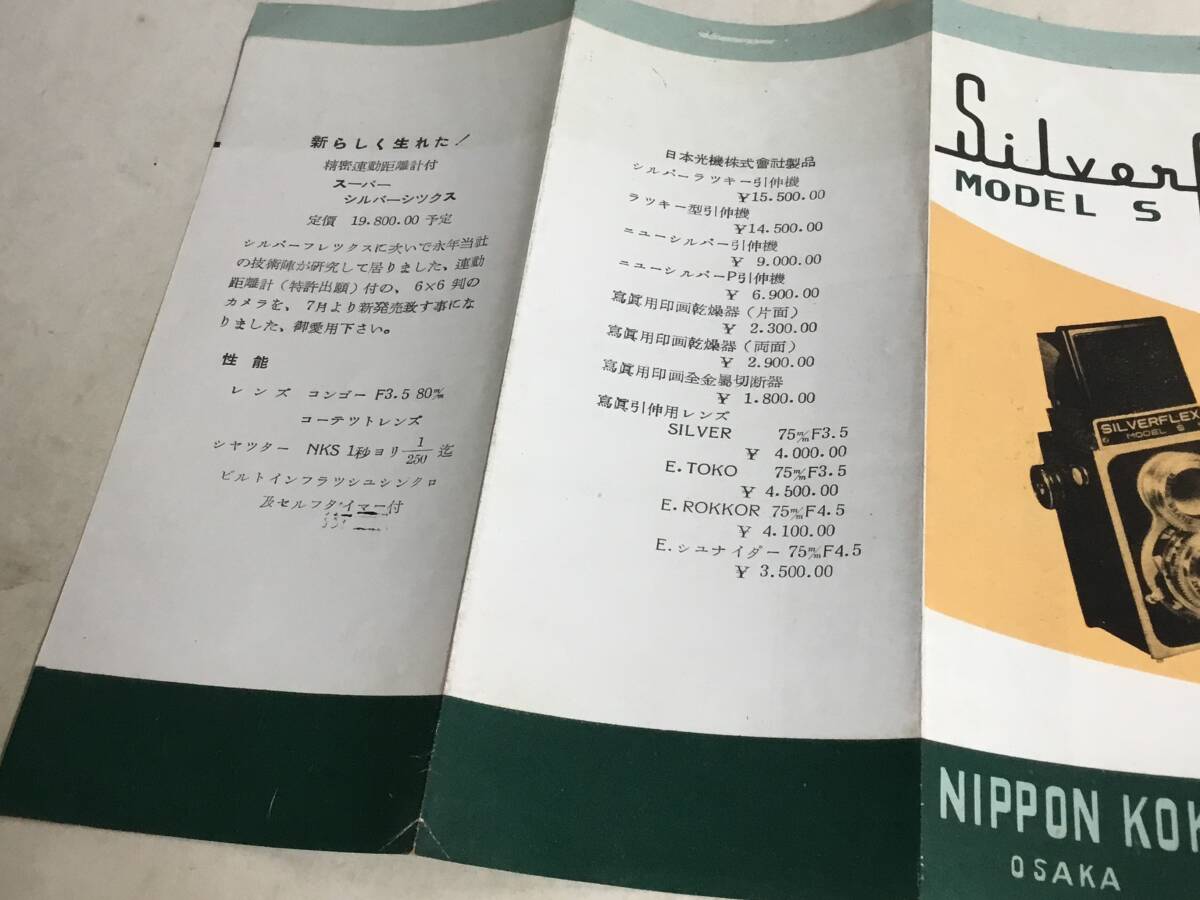 新らしく生れた！
精密連動距離計付
スーパー
シルバーシツクス
定價 19.800.00 予定
シルバーフレツクスに次いで永年当社
の技術陣が研究して居りました、連動
距離計（特許出願）付の、6×6 判の
カメラを、7月より新発売致す事にな
りました、御愛用下さい。
性能
レンズ コンゴー F3.5 80m/m
コーテツトレンズ
シヤツター NKS 1秒ヨリ 1/250 迄
ビルトインフラツシユシンクロ
及セルフタイマー付
日本光機株式會社製品
シルバーラツキー引伸機
¥15.500.00
ラツキー型引伸機
¥14.500.00
ニユーシルバー引伸機
¥ 9.000.00
ニユーシルバーP引伸機
¥ 6.900.00
寫眞用印画乾燥器（片面）
¥ 2.300.00
寫眞用印画乾燥器（両面）
¥ 2.900.00
寫眞用印画全金属切断器
¥ 1.800.00
寫眞引伸用レンズ
SILVER 75m/mF3.5
¥ 4.000.00
E.TOKO 75m/mF3.5
¥ 4.500.00
E.ROKKOR 75m/mF4.5
¥ 4.100.00
E.シユナイダー 75m/mF4.5
¥ 3.500.00
Silverf
MODEL S
SILVERFLEX
MODEL S
NIPPON KOK
OSAKA